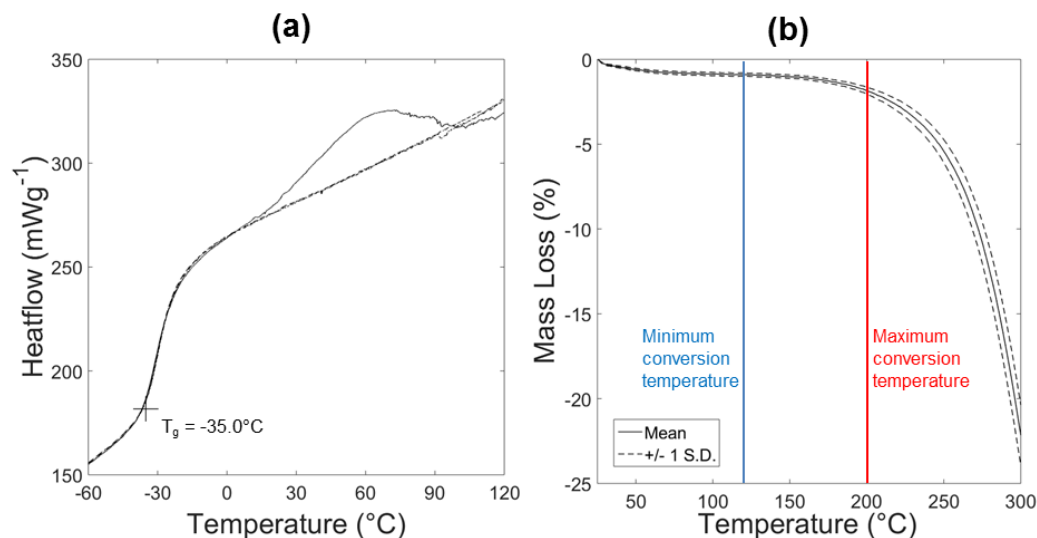 (a)
350
300
250
200
150
Heatflow (mWg⁻¹)
T_g = -35.0°C
-60
-30
0
30
60
90
120
Temperature (°C)
(b)
0
-5
-10
-15
-20
-25
Mass Loss (%)
Minimum
conversion
temperature
Maximum
conversion
temperature
Mean
+/- 1 S.D.
50
100
150
200
250
300
Temperature (°C)